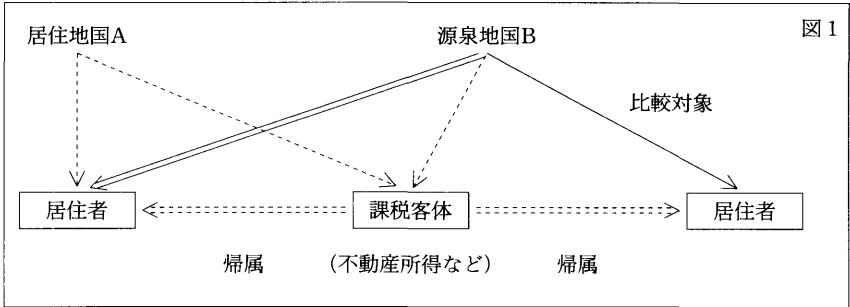 図1
居住地国A 源泉地国B
比較対象
居住者 課税客体 居住者
帰属 (不動産所得など) 帰属